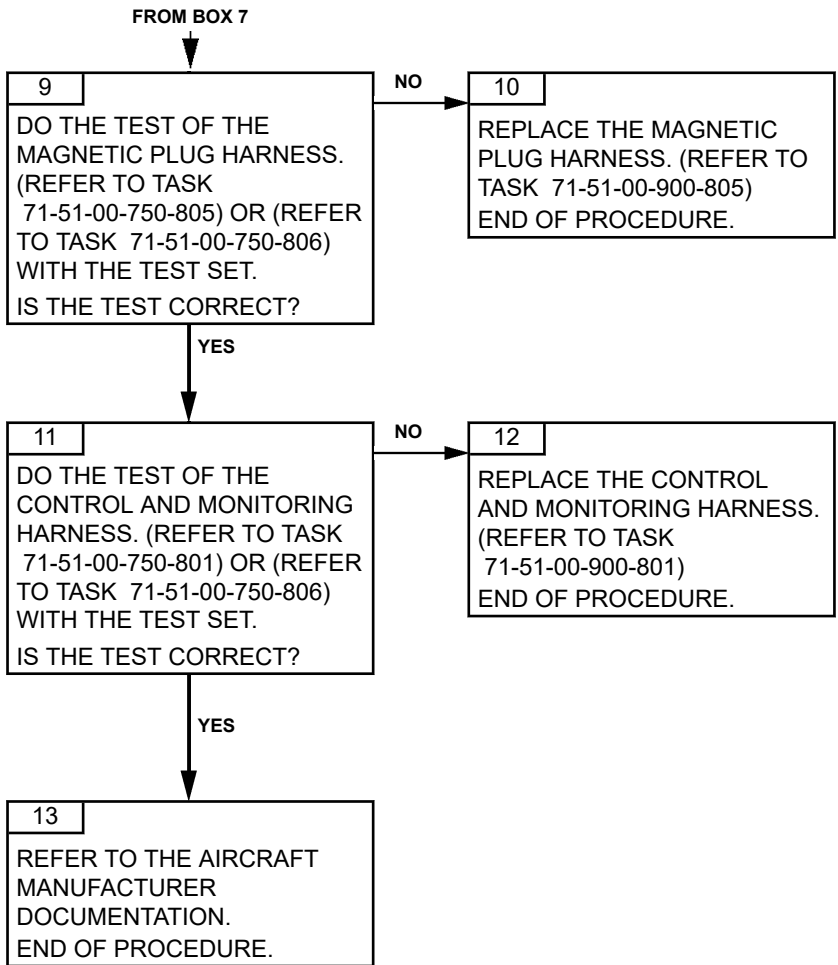 FROM BOX 7
9
DO THE TEST OF THE
MAGNETIC PLUG HARNESS.
(REFER TO TASK
71-51-00-750-805) OR (REFER
TO TASK 71-51-00-750-806)
WITH THE TEST SET.
IS THE TEST CORRECT?
NO
10
REPLACE THE MAGNETIC
PLUG HARNESS. (REFER TO
TASK 71-51-00-900-805)
END OF PROCEDURE.
YES
11
DO THE TEST OF THE
CONTROL AND MONITORING
HARNESS. (REFER TO TASK
71-51-00-750-801) OR (REFER
TO TASK 71-51-00-750-806)
WITH THE TEST SET.
IS THE TEST CORRECT?
NO
12
REPLACE THE CONTROL
AND MONITORING HARNESS.
(REFER TO TASK
71-51-00-900-801)
END OF PROCEDURE.
YES
13
REFER TO THE AIRCRAFT
MANUFACTURER
DOCUMENTATION.
END OF PROCEDURE.